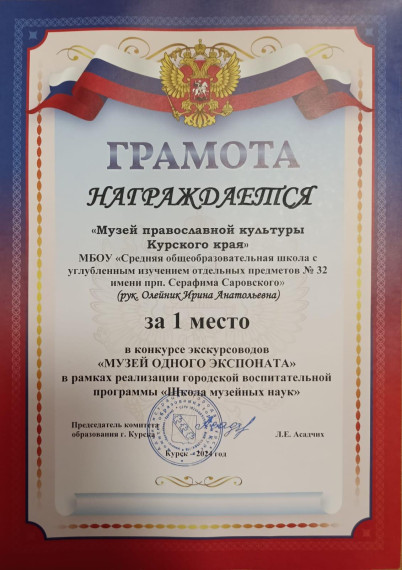 ГРАМОТА
НАГРАЖДАЕТСЯ
«Музей православной культуры
Курского края»
МБОУ «Средняя общеобразовательная школа с
углубленным изучением отдельных предметов № 32
имени прп. Серафима Саровского»
(рук. Олейник Ирина Анатольевна)
за 1 место
в конкурсе экскурсоводов
«МУЗЕЙ ОДНОГО ЭКСПОНАТА»
в рамках реализации городской воспитательной
программы «Школа музейных наук»
Председатель комитета
образования г. Курска
Л.Е. Асадчих
Курск – 2024 год